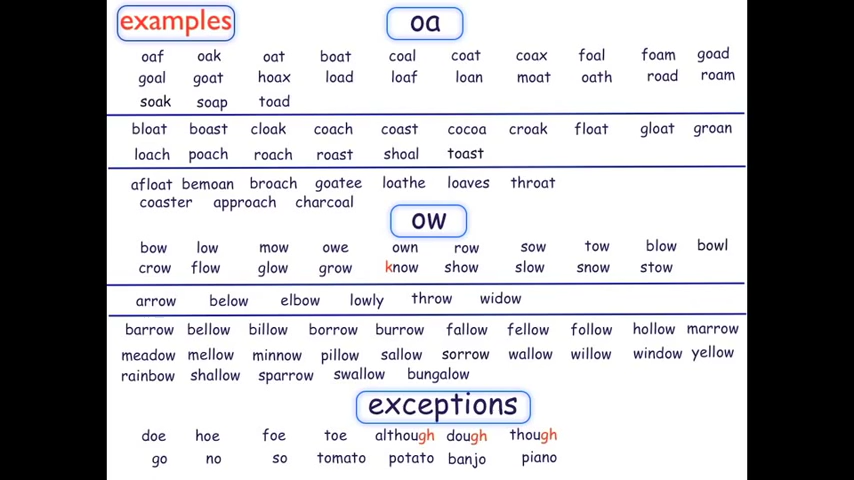 examples
oa
oaf oak oat boat coal coat coax foal foam goad
goal goat hoax load loaf loan moat oath road roam
soak soap toad
bloat boast cloak coach coast cocoa croak float gloat groan
loach poach roach roast shoal toast
afloat bemoan broach goatee loathe loaves throat
coaster approach charcoal
ow
bow low mow owe own row sow tow blow bowl
crow flow glow grow know show slow snow stow
arrow below elbow lowly throw widow
barrow bellow billow borrow burrow fallow fellow follow hollow marrow
meadow mellow minnow pillow sallow sorrow wallow willow window yellow
rainbow shallow sparrow swallow bungalow
exceptions
doe hoe foe toe although dough though
go no so tomato potato banjo piano